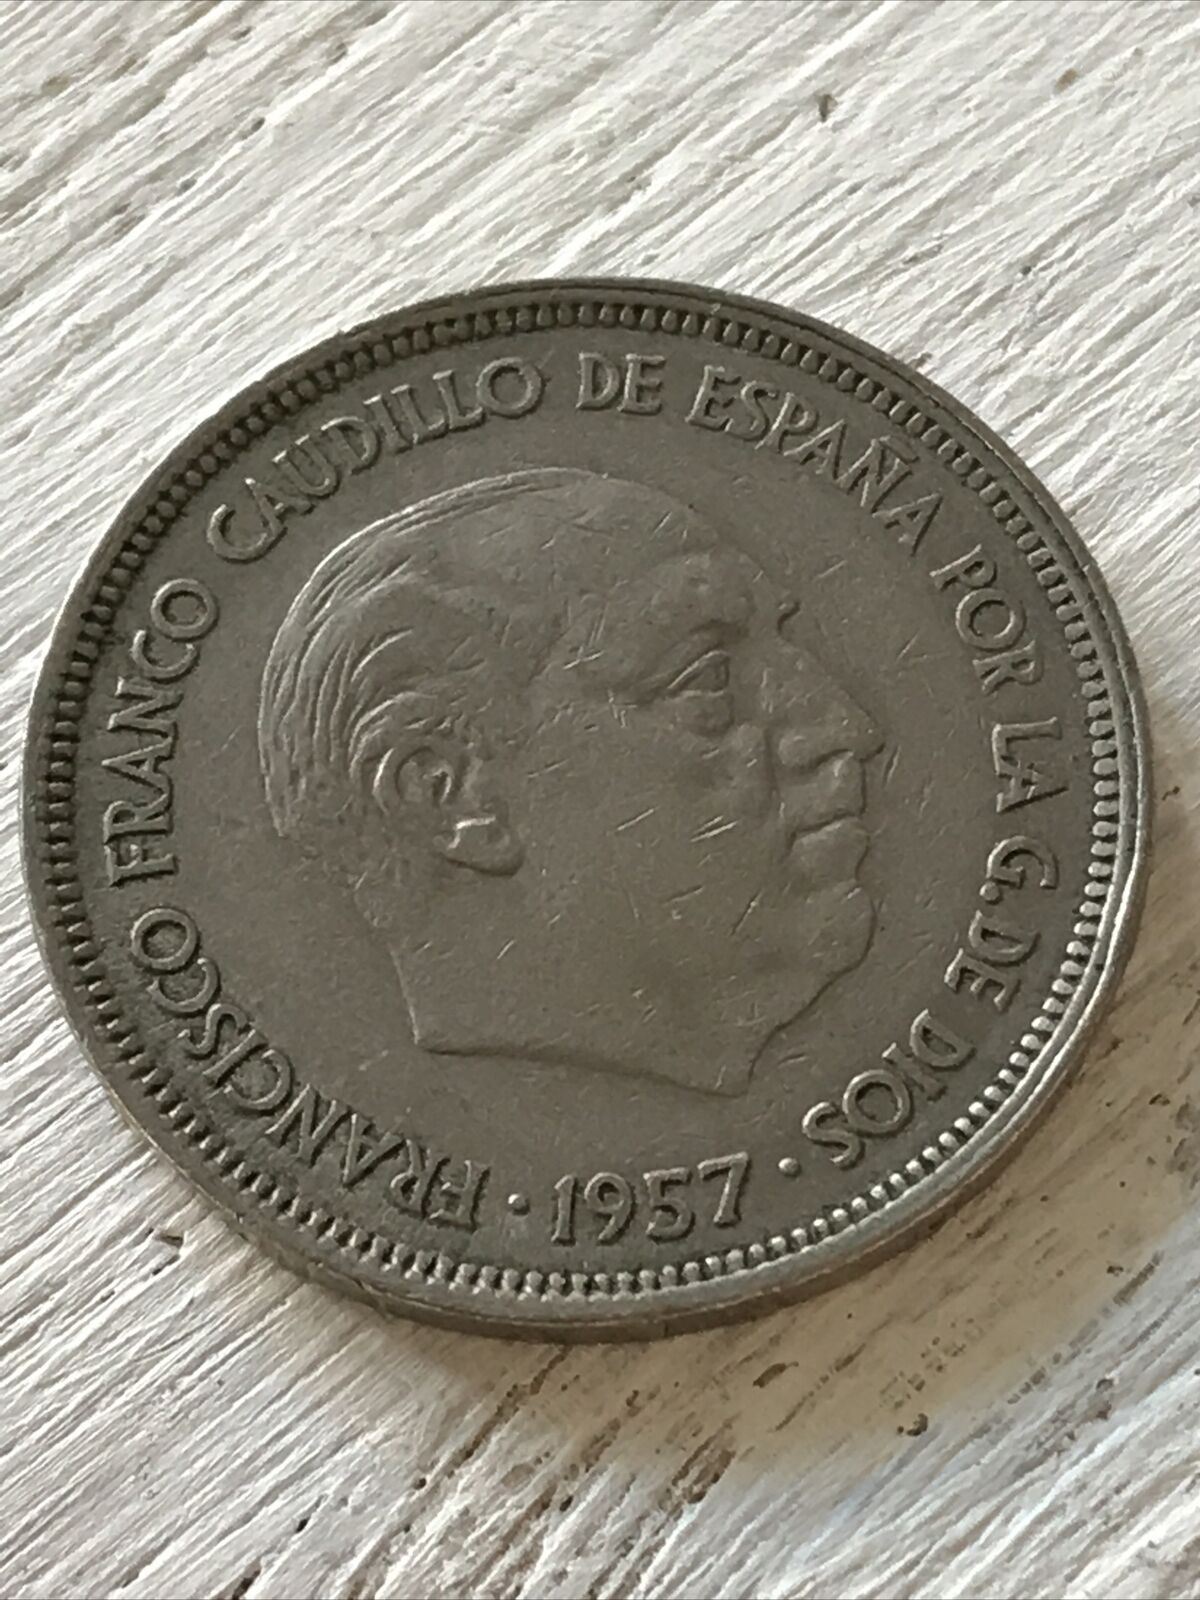 FRANCISCO FRANCO CAUDILLO DE ESPAÑA POR LA G. DE DIOS
· 1957 ·